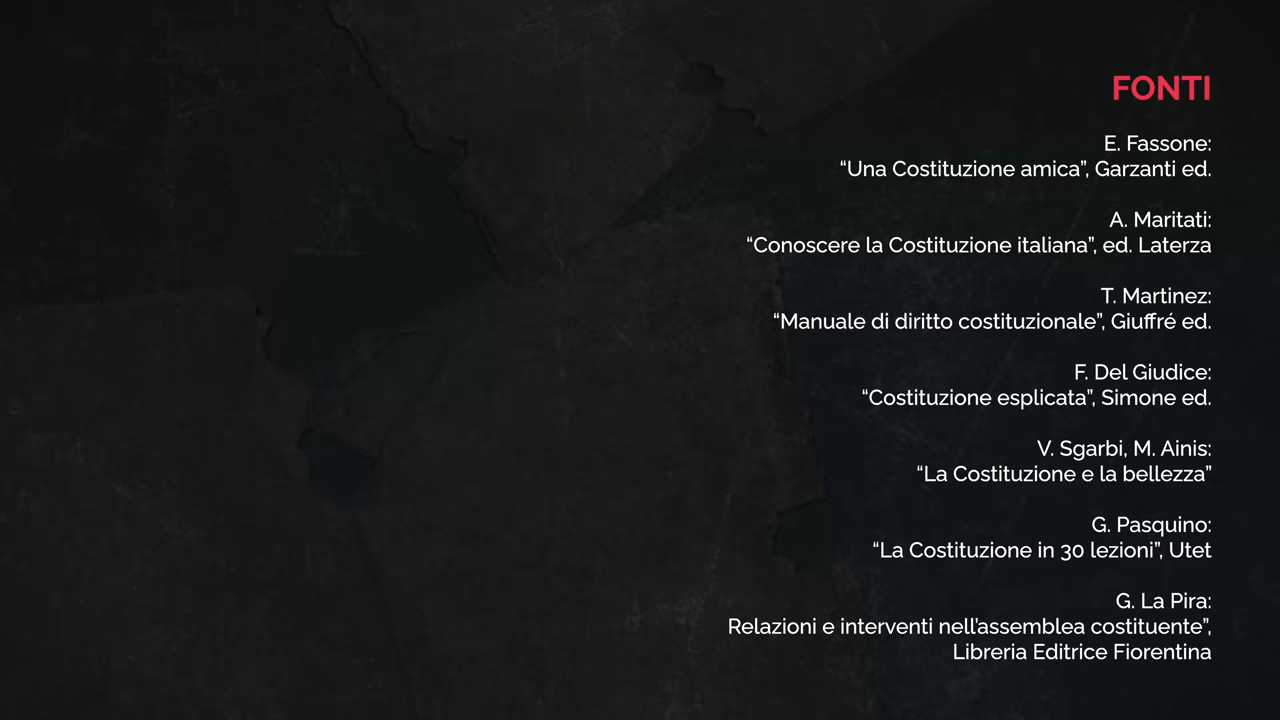 FONTI
E. Fassone:
“Una Costituzione amica”, Garzanti ed.
A. Maritati:
“Conoscere la Costituzione italiana”, ed. Laterza
T. Martinez:
“Manuale di diritto costituzionale”, Giuffré ed.
F. Del Giudice:
“Costituzione esplicata”, Simone ed.
V. Sgarbi, M. Ainis:
“La Costituzione e la bellezza”
G. Pasquino:
“La Costituzione in 30 lezioni”, Utet
G. La Pira:
Relazioni e interventi nell’assemblea costituente”,
Libreria Editrice Fiorentina